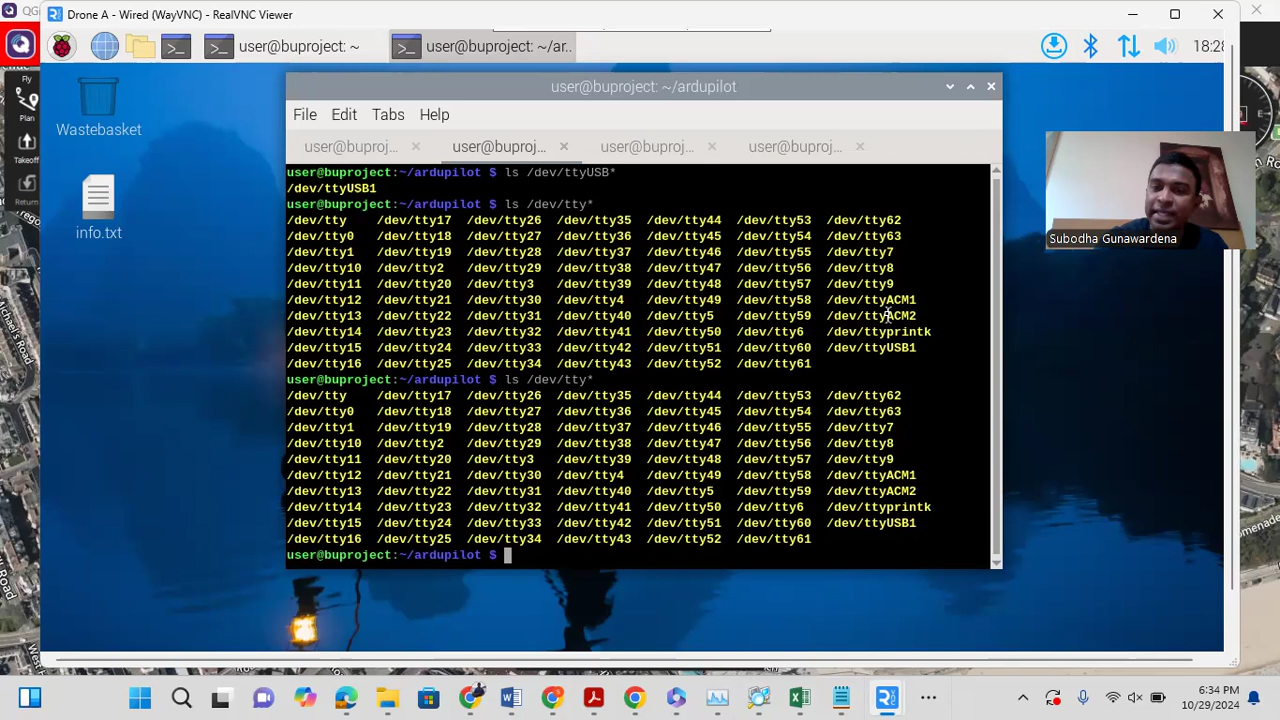 QG
Drone A - Wired (WayVNC) - RealVNC Viewer
user@buproject: ~
user@buproject: ~/ar..
18:28
Fly
Plan
Takeoff
Return
Wastebasket
info.txt
user@buproject: ~/ardupilot
File Edit Tabs Help
user@buproj... user@buproj... user@buproj... user@buproj...
user@buproject:~/ardupilot $ ls /dev/ttyUSB*
/dev/ttyUSB1
user@buproject:~/ardupilot $ ls /dev/tty*
/dev/tty /dev/tty17 /dev/tty26 /dev/tty35 /dev/tty44 /dev/tty53 /dev/tty62
/dev/tty0 /dev/tty18 /dev/tty27 /dev/tty36 /dev/tty45 /dev/tty54 /dev/tty63
/dev/tty1 /dev/tty19 /dev/tty28 /dev/tty37 /dev/tty46 /dev/tty55 /dev/tty7
/dev/tty10 /dev/tty2 /dev/tty29 /dev/tty38 /dev/tty47 /dev/tty56 /dev/tty8
/dev/tty11 /dev/tty20 /dev/tty3 /dev/tty39 /dev/tty48 /dev/tty57 /dev/tty9
/dev/tty12 /dev/tty21 /dev/tty30 /dev/tty4 /dev/tty49 /dev/tty58 /dev/ttyACM1
/dev/tty13 /dev/tty22 /dev/tty31 /dev/tty40 /dev/tty5 /dev/tty59 /dev/ttyACM2
/dev/tty14 /dev/tty23 /dev/tty32 /dev/tty41 /dev/tty50 /dev/tty6 /dev/ttyprintk
/dev/tty15 /dev/tty24 /dev/tty33 /dev/tty42 /dev/tty51 /dev/tty60 /dev/ttyUSB1
/dev/tty16 /dev/tty25 /dev/tty34 /dev/tty43 /dev/tty52 /dev/tty61
user@buproject:~/ardupilot $ ls /dev/tty*
/dev/tty /dev/tty17 /dev/tty26 /dev/tty35 /dev/tty44 /dev/tty53 /dev/tty62
/dev/tty0 /dev/tty18 /dev/tty27 /dev/tty36 /dev/tty45 /dev/tty54 /dev/tty63
/dev/tty1 /dev/tty19 /dev/tty28 /dev/tty37 /dev/tty46 /dev/tty55 /dev/tty7
/dev/tty10 /dev/tty2 /dev/tty29 /dev/tty38 /dev/tty47 /dev/tty56 /dev/tty8
/dev/tty11 /dev/tty20 /dev/tty3 /dev/tty39 /dev/tty48 /dev/tty57 /dev/tty9
/dev/tty12 /dev/tty21 /dev/tty30 /dev/tty4 /dev/tty49 /dev/tty58 /dev/ttyACM1
/dev/tty13 /dev/tty22 /dev/tty31 /dev/tty40 /dev/tty5 /dev/tty59 /dev/ttyACM2
/dev/tty14 /dev/tty23 /dev/tty32 /dev/tty41 /dev/tty50 /dev/tty6 /dev/ttyprintk
/dev/tty15 /dev/tty24 /dev/tty33 /dev/tty42 /dev/tty51 /dev/tty60 /dev/ttyUSB1
/dev/tty16 /dev/tty25 /dev/tty34 /dev/tty43 /dev/tty52 /dev/tty61
user@buproject:~/ardupilot $
Subodha Gunawardena
6:34 PM
10/29/2024